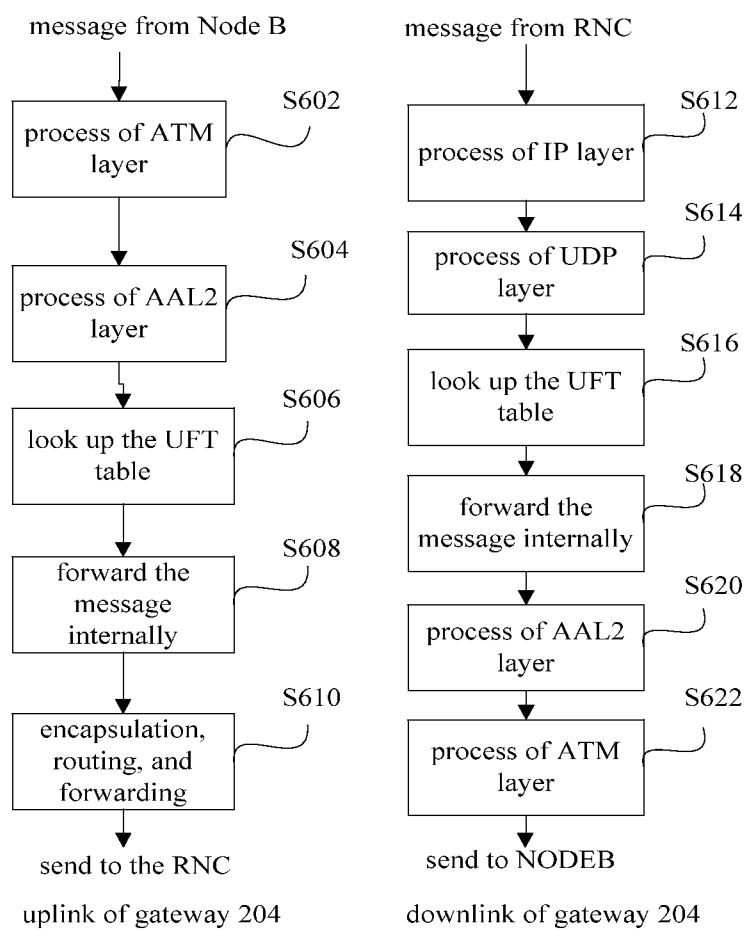 message from Node B
S602
process of ATM
layer
S604
process of AAL2
layer
S606
look up the UFT
table
S608
forward the
message
internally
S610
encapsulation,
routing, and
forwarding
send to the RNC
uplink of gateway 204
message from RNC
S612
process of IP layer
S614
process of UDP
layer
S616
look up the UFT
table
S618
forward the
message internally
S620
process of AAL2
layer
S622
process of ATM
layer
send to NODEB
downlink of gateway 204